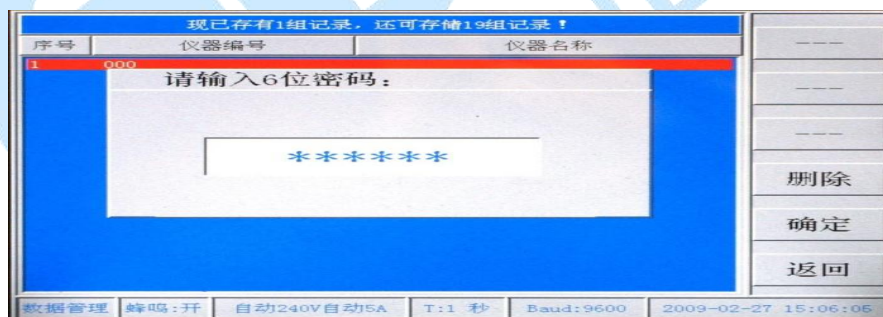 现已存有1组记录，还可存储19组记录！
序号 仪器编号 仪器名称
1 000
请输入6位密码：
******
---
---
---
删除
确定
返回
数据管理 蜂鸣:开 自动240V自动5A T:1 秒 Baud:9600 2009-02-27 15:06:05